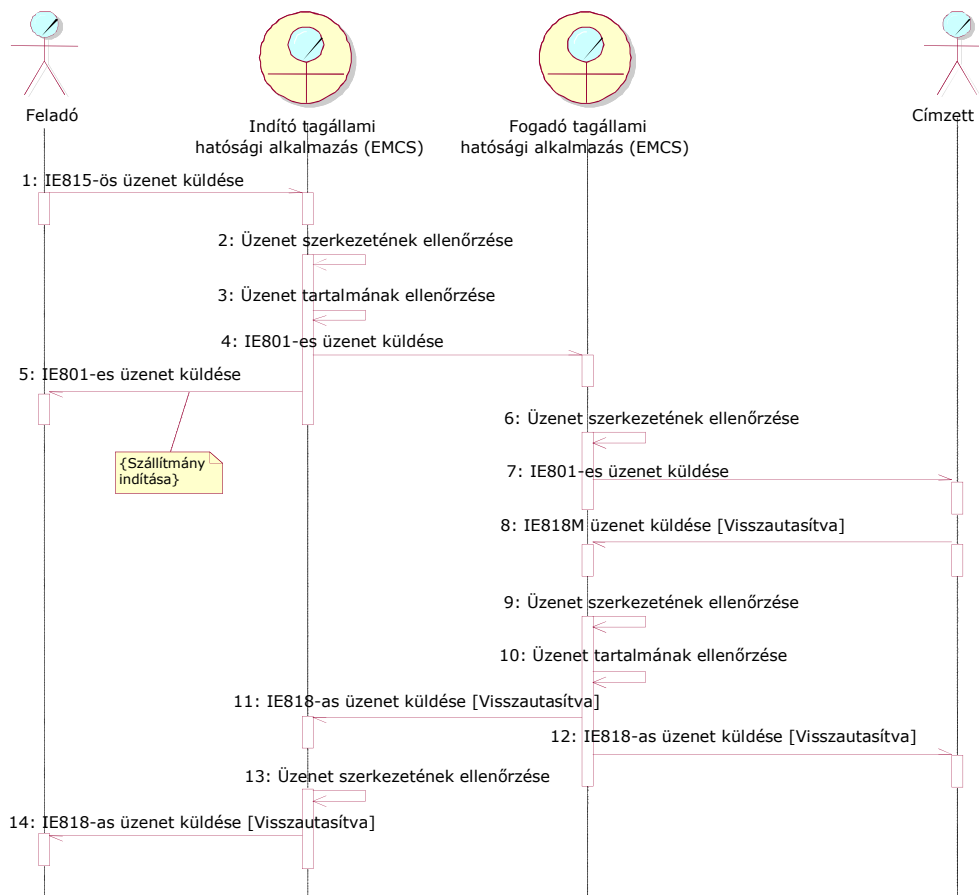 Feladó
Indító tagállami
hatósági alkalmazás (EMCS)
Fogadó tagállami
hatósági alkalmazás (EMCS)
Címzett
1: IE815-ös üzenet küldése
2: Üzenet szerkezetének ellenőrzése
3: Üzenet tartalmának ellenőrzése
4: IE801-es üzenet küldése
5: IE801-es üzenet küldése
{Szállítmány
indítása}
6: Üzenet szerkezetének ellenőrzése
7: IE801-es üzenet küldése
8: IE818M üzenet küldése [Visszautasítva]
9: Üzenet szerkezetének ellenőrzése
10: Üzenet tartalmának ellenőrzése
11: IE818-as üzenet küldése [Visszautasítva]
12: IE818-as üzenet küldése [Visszautasítva]
13: Üzenet szerkezetének ellenőrzése
14: IE818-as üzenet küldése [Visszautasítva]